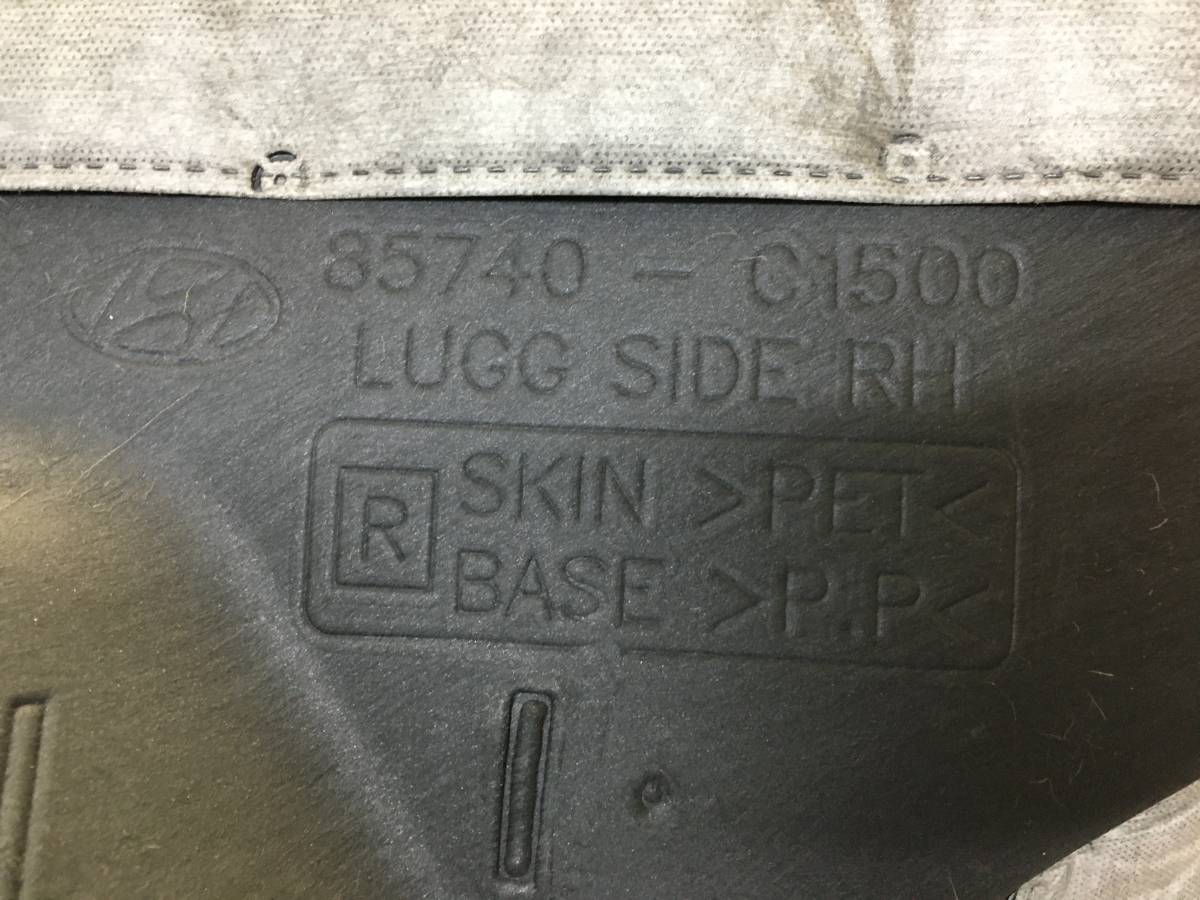 85740 - C1500
LUGG SIDE RH
R
SKIN >PET<
BASE >P.P<